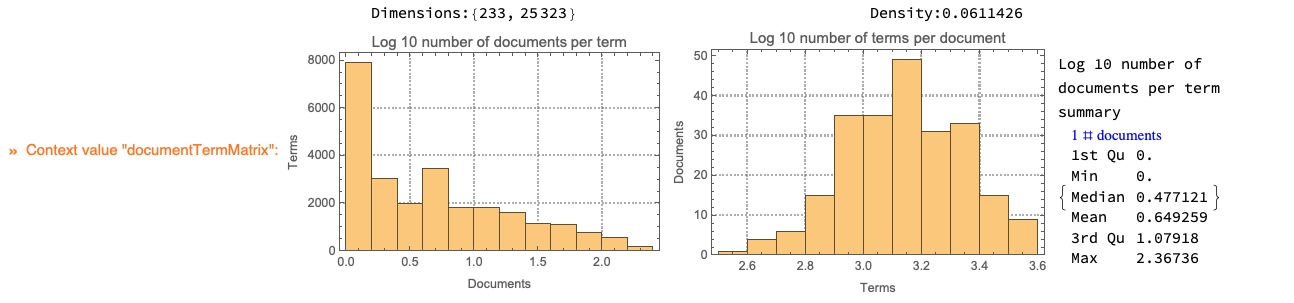 Dimensions:{233, 25323}
Density:0.0611426
Log 10 number of documents per term
8000
6000
4000
2000
0
Terms
0.0 0.5 1.0 1.5 2.0
Documents
Log 10 number of terms per document
50
40
30
20
10
0
Documents
2.6 2.8 3.0 3.2 3.4 3.6
Terms
» Context value "documentTermMatrix":
Log 10 number of
documents per term
summary
1 # documents
1st Qu 0.
Min 0.
{ Median 0.477121 }
Mean 0.649259
3rd Qu 1.07918
Max 2.36736